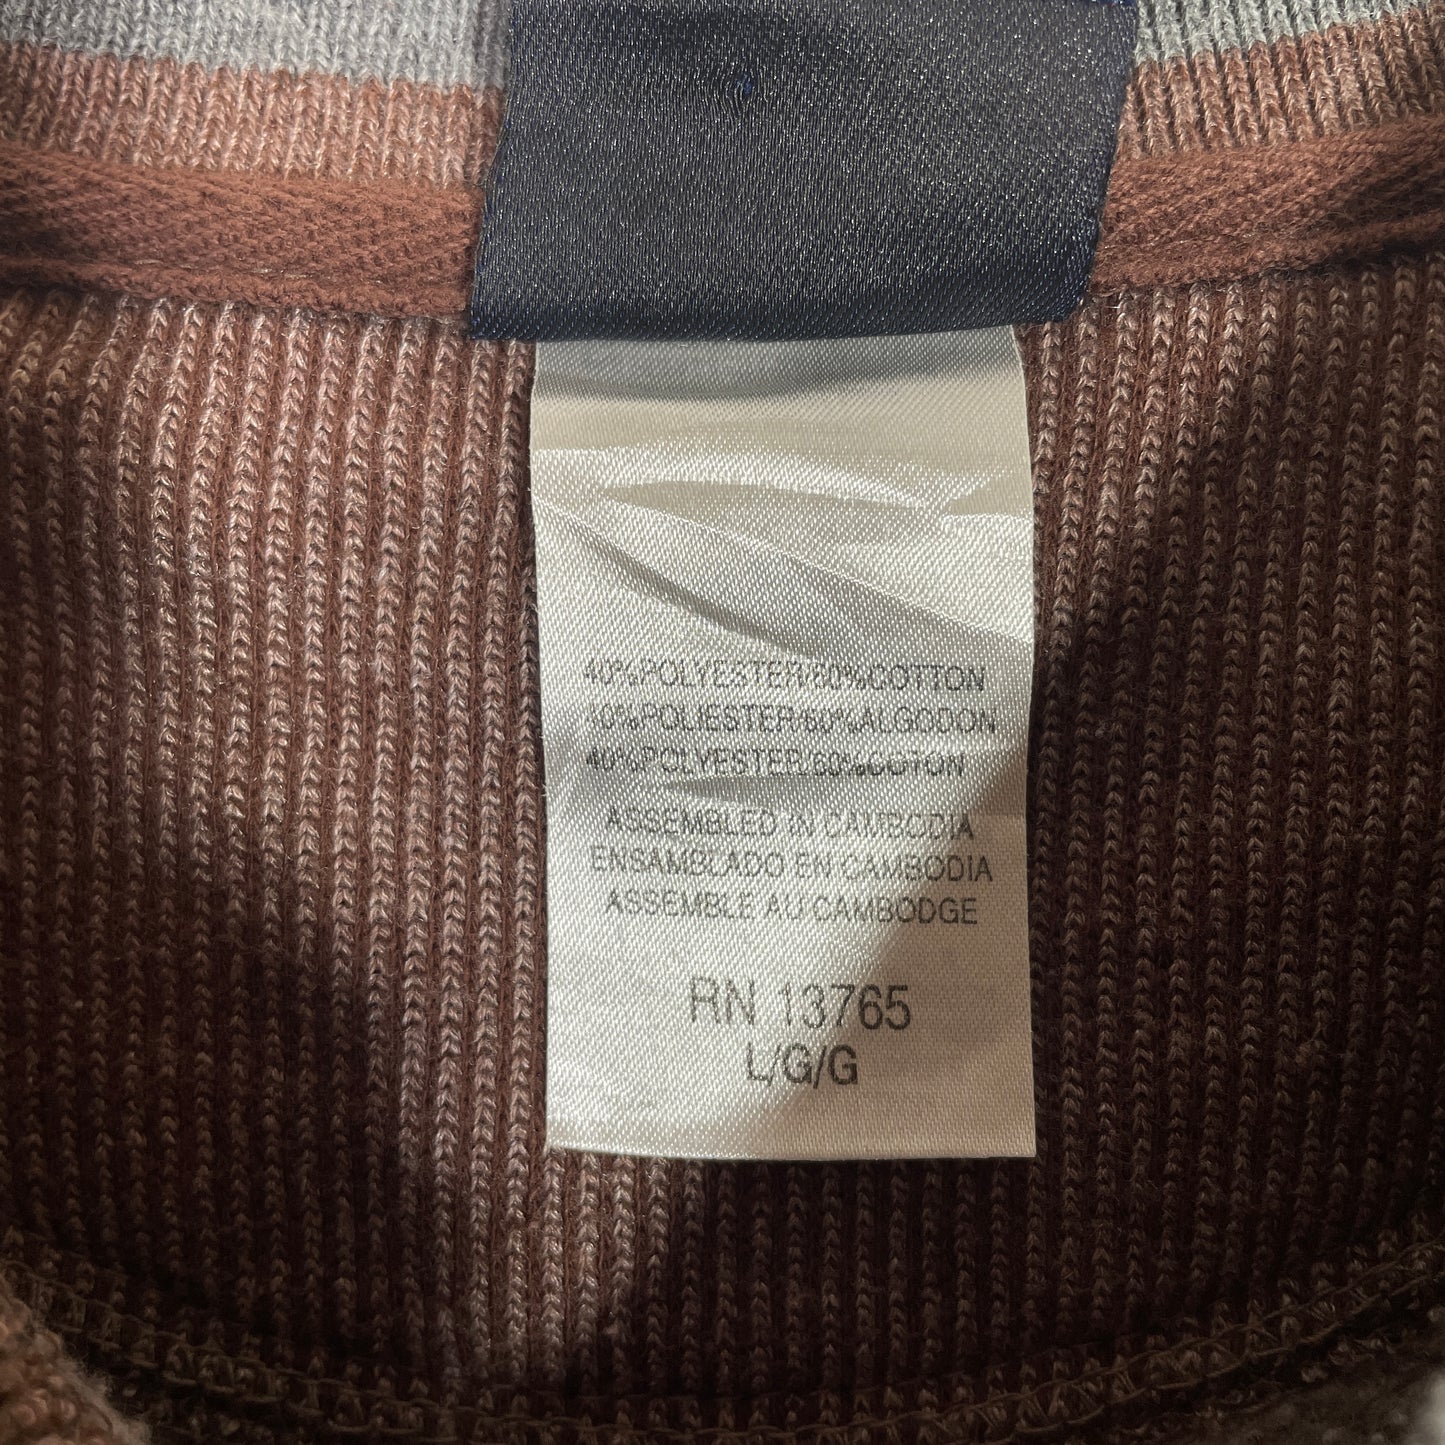 40%POLYESTER/60%COTTON
40%POLIESTER/60%ALGODON
40%POLYESTER/60%COTON
ASSEMBLED IN CAMBODIA
ENSAMBLADO EN CAMBODIA
ASSEMBLE AU CAMBODGE
RN 13765
L/G/G